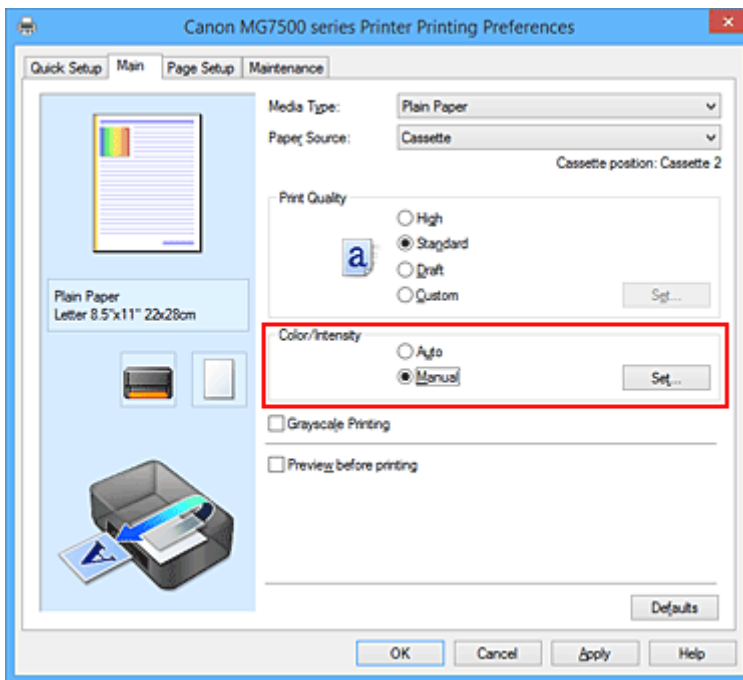 Canon MG7500 series Printer Printing Preferences
Quick Setup Main Page Setup Maintenance
Media Type: Plain Paper
Paper Source: Cassette
Cassette position: Cassette 2
Print Quality
High
a Standard
Draft
Custom Set...
Plain Paper
Letter 8.5"x11" 22x28cm
Color/Intensity
Auto
Manual Set...
Grayscale Printing
Preview before printing
A
Defaults
OK Cancel Apply Help